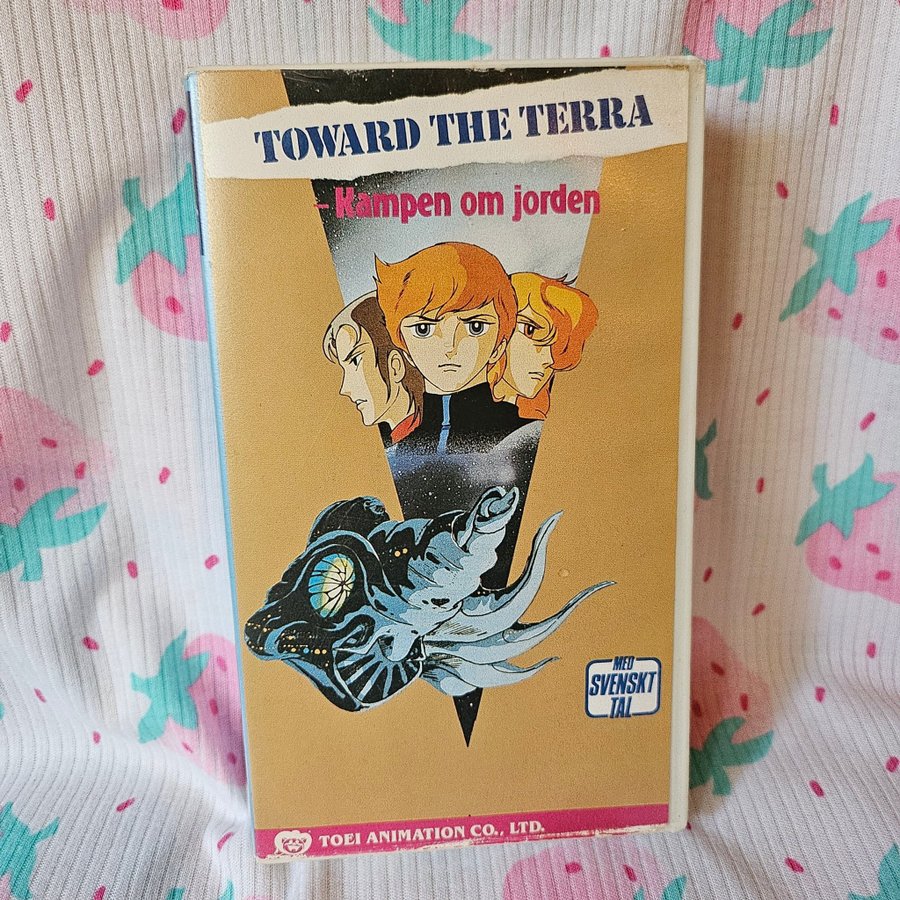 TOWARD THE TERRA
- Kampen om jorden
MED
SVENSKT
TAL
TOEI ANIMATION CO., LTD.